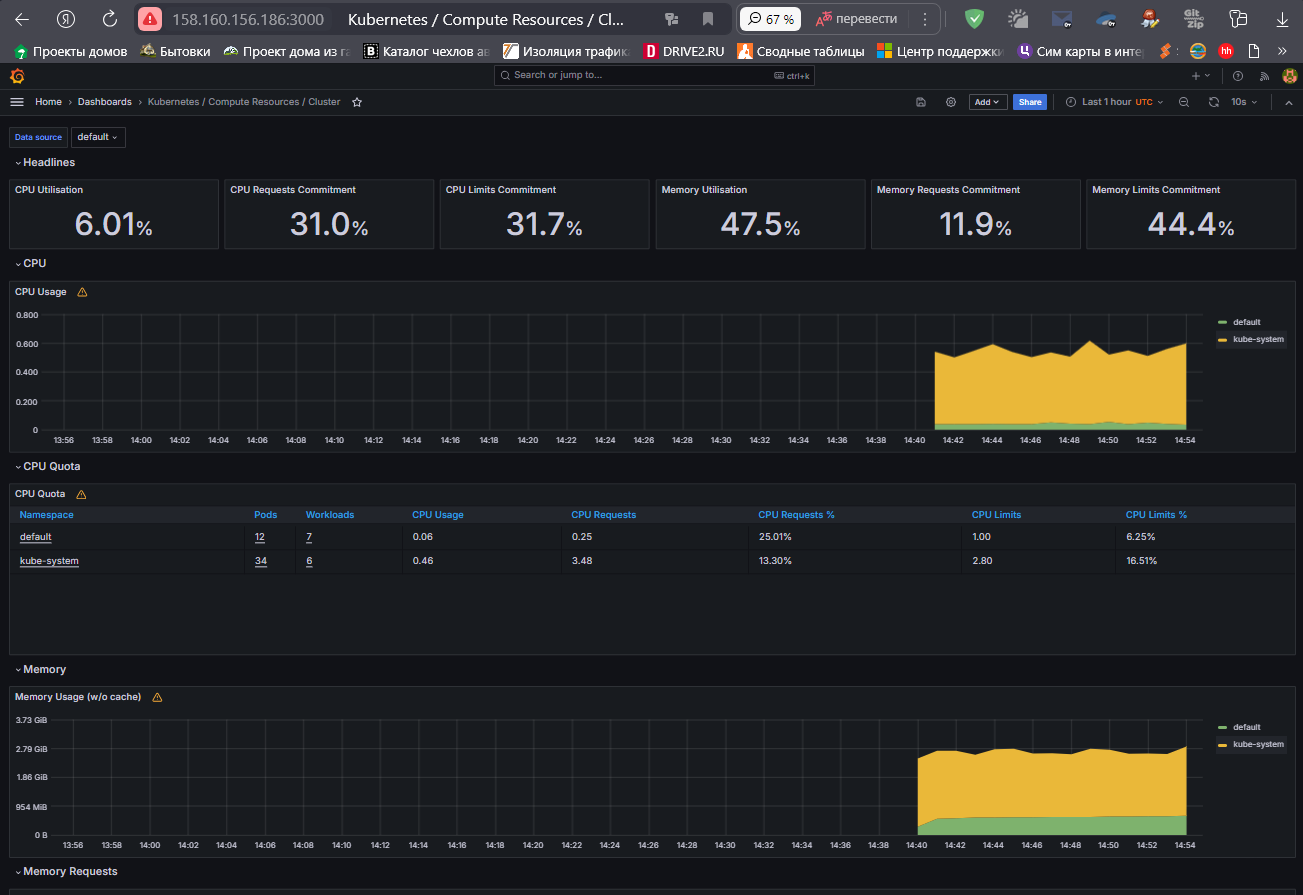 158.160.156.186:3000 Kubernetes / Compute Resources / Cl... 67 % перевести
Проекты домов Бытовки Проект дома из га Каталог чехлов ав Изоляция трафик DRIVE2.RU Сводные таблицы Центр поддержки Сим карты в инте hh »
Search or jump to... ctrl+k
Home › Dashboards › Kubernetes / Compute Resources / Cluster Add Share Last 1 hour UTC 10s
Data source default
Headlines
CPU Utilisation CPU Requests Commitment CPU Limits Commitment Memory Utilisation Memory Requests Commitment Memory Limits Commitment
6.01% 31.0% 31.7% 47.5% 11.9% 44.4%
CPU
CPU Usage
0.800
0.600
0.400
0.200
0
13:56 13:58 14:00 14:02 14:04 14:06 14:08 14:10 14:12 14:14 14:16 14:18 14:20 14:22 14:24 14:26 14:28 14:30 14:32 14:34 14:36 14:38 14:40 14:42 14:44 14:46 14:48 14:50 14:52 14:54
default
kube-system
CPU Quota
CPU Quota
Namespace Pods Workloads CPU Usage CPU Requests CPU Requests % CPU Limits CPU Limits %
default 12 7 0.06 0.25 25.01% 1.00 6.25%
kube-system 34 6 0.46 3.48 13.30% 2.80 16.51%
Memory
Memory Usage (w/o cache)
3.73 GiB
2.79 GiB
1.86 GiB
954 MiB
0 B
13:56 13:58 14:00 14:02 14:04 14:06 14:08 14:10 14:12 14:14 14:16 14:18 14:20 14:22 14:24 14:26 14:28 14:30 14:32 14:34 14:36 14:38 14:40 14:42 14:44 14:46 14:48 14:50 14:52 14:54
default
kube-system
Memory Requests